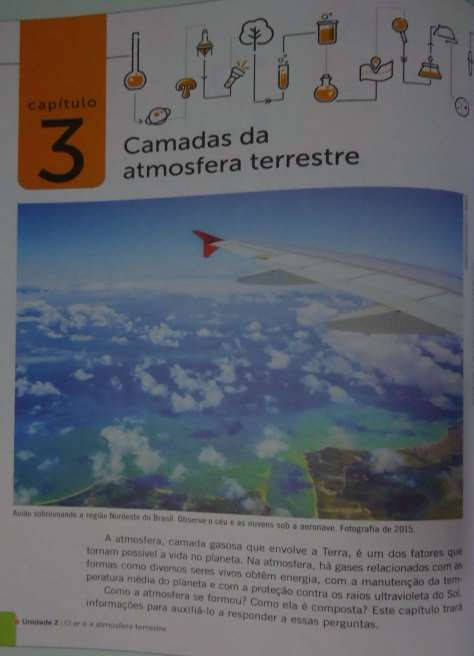 capítulo
3
Camadas da
atmosfera terrestre
Avião sobrevoando a região Nordeste do Brasil. Observe o céu e as nuvens sob a aeronave. Fotografia de 2015.
A atmosfera, camada gasosa que envolve a Terra, é um dos fatores que
tornam possível a vida no planeta. Na atmosfera, há gases relacionados com as
formas como diversos seres vivos obtêm energia, com a manutenção da tem-
peratura média do planeta e com a proteção contra os raios ultravioleta do Sol.
Como a atmosfera se formou? Como ela é composta? Este capítulo trará
informações para auxiliá-lo a responder a essas perguntas.
Unidade 2 | O ar e a atmosfera terrestre